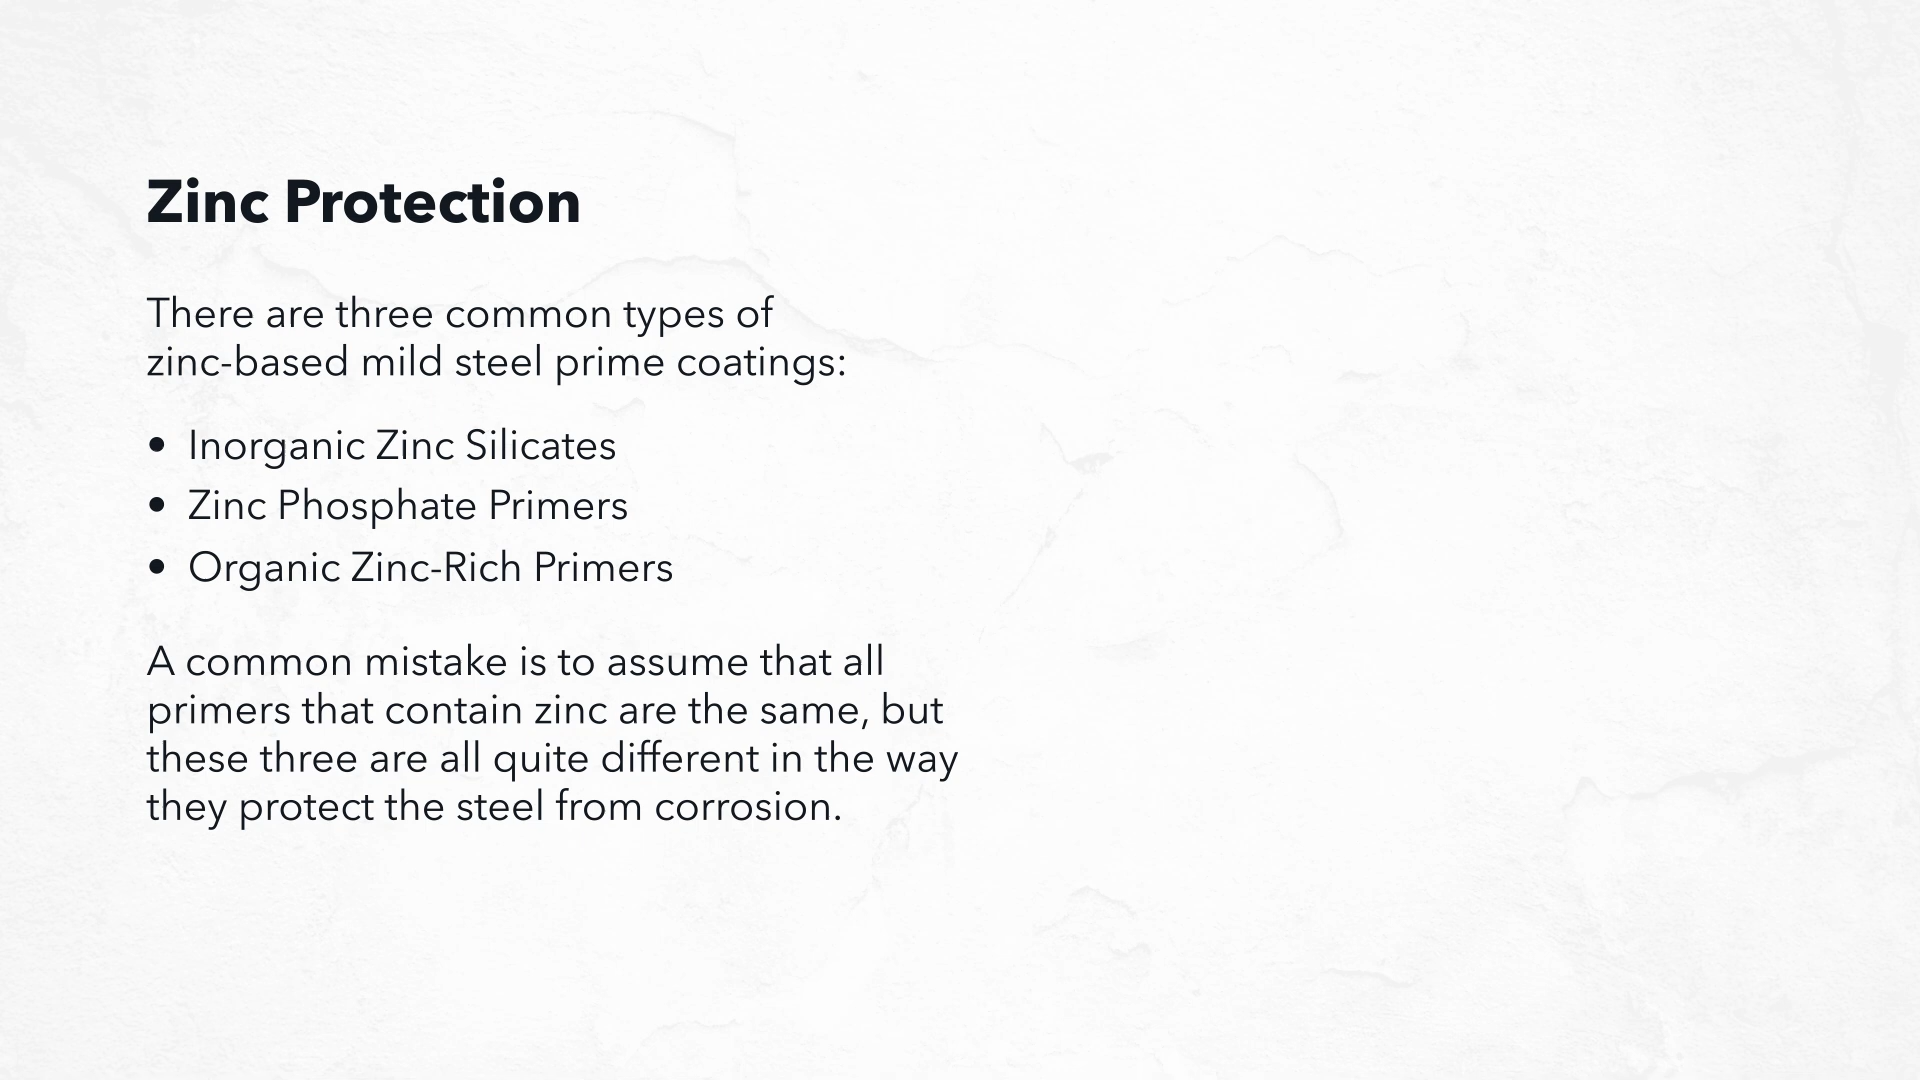 Zinc Protection
There are three common types of
zinc-based mild steel prime coatings:
• Inorganic Zinc Silicates
• Zinc Phosphate Primers
• Organic Zinc-Rich Primers
A common mistake is to assume that all
primers that contain zinc are the same, but
these three are all quite different in the way
they protect the steel from corrosion.